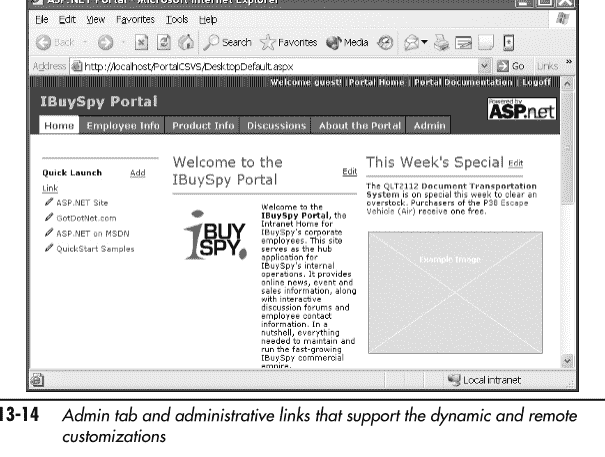 ASP.NET Portal - Microsoft Internet Explorer
File Edit View Favorites Tools Help
Back Search Favorites Media
Address http://localhost/PortalCSVS/DesktopDefault.aspx Go Links »
Welcome guest! | Portal Home | Portal Documentation | Logoff
IBuySpy Portal
Powered by
ASP.net
Home Employee Info Product Info Discussions About the Portal Admin
Quick Launch Add
Link
ASP.NET Site
GotDotNet.com
ASP.NET on MSDN
QuickStart Samples
Welcome to the
IBuySpy Portal Edit
i BUY
SPY.
Welcome to the
IBuySpy Portal, the
Intranet Home for
IBuySpy's corporate
employees. This site
serves as the hub
application for
IBuySpy's internal
operations. It provides
online news, event and
sales information, along
with interactive
discussion forums and
employee contact
information. In a
nutshell, everything
needed to maintain and
run the fast-growing
IBuySpy commercial
empire.
This Week's Special Edit
The QLT2112 Document Transportation
System is on special this week to clear an
overstock. Purchasers of the P38 Escape
Vehicle (Air) receive one free.
Example Image
Local intranet
13-14 Admin tab and administrative links that support the dynamic and remote
customizations